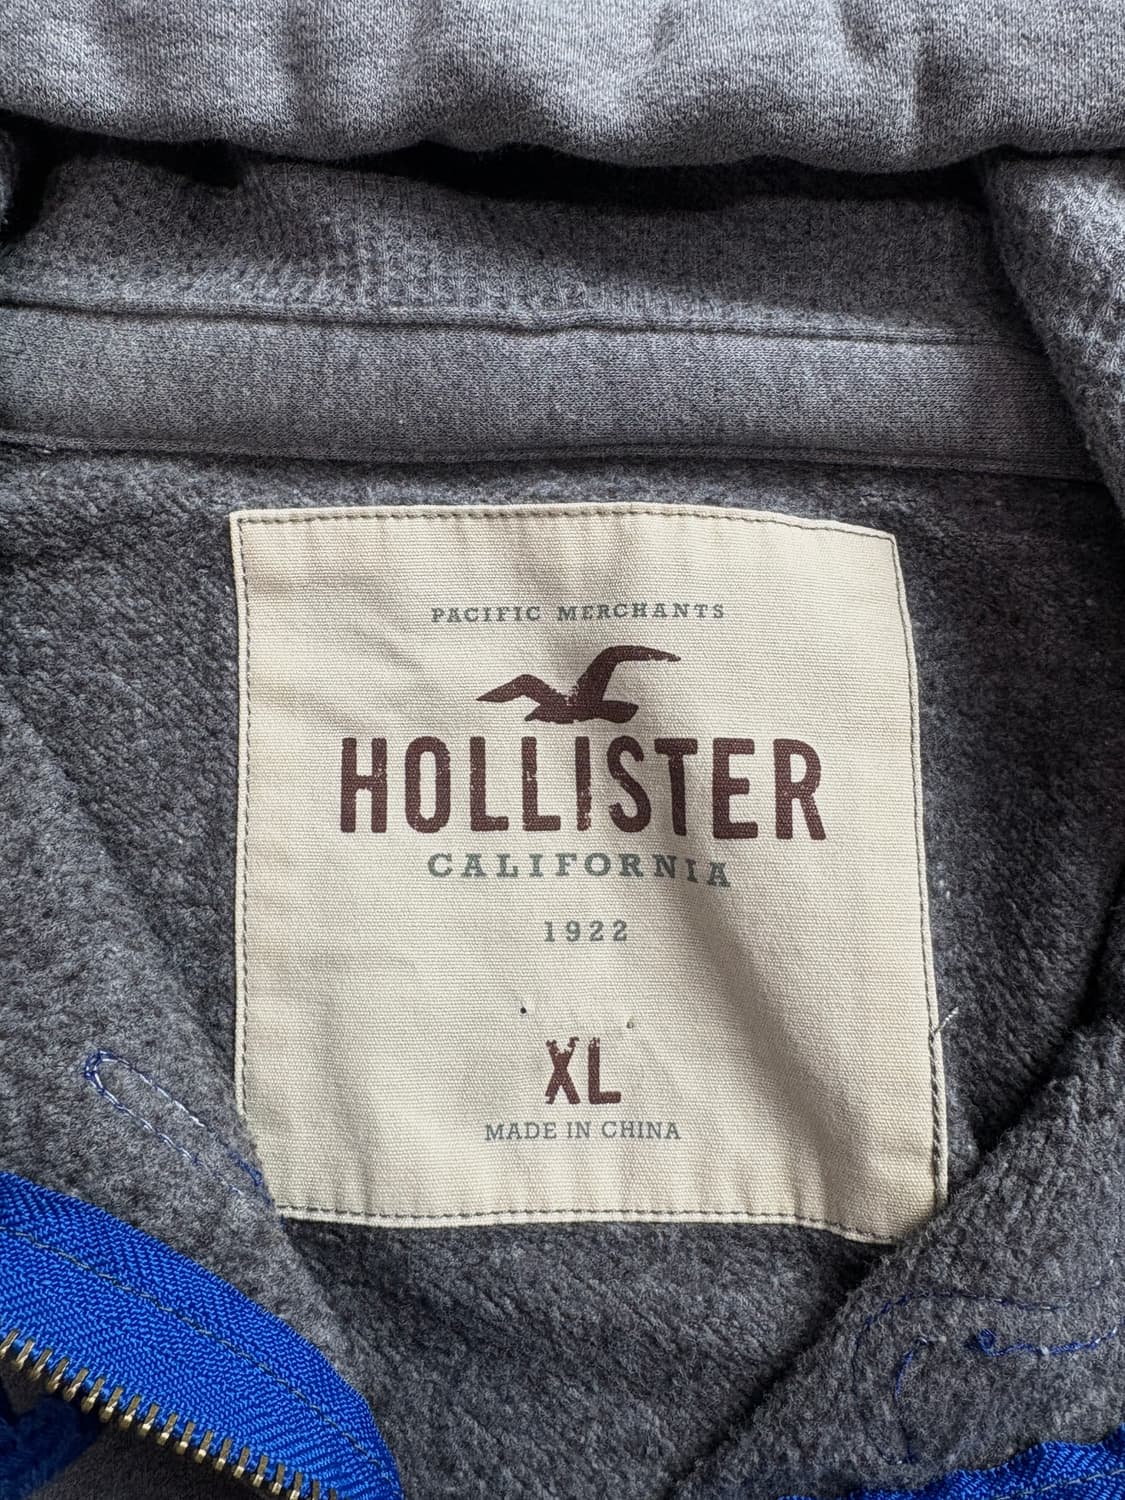 PACIFIC MERCHANTS
HOLLISTER
CALIFORNIA
1922
XL
MADE IN CHINA